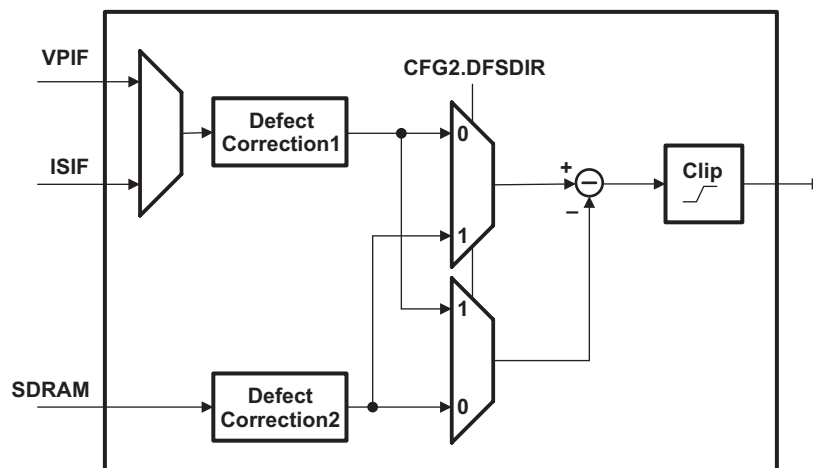 VPIF
CFG2.DFSDIR
Defect
Correction1
0
ISIF
+
−
Clip
−
1
1
SDRAM
Defect
Correction2
0